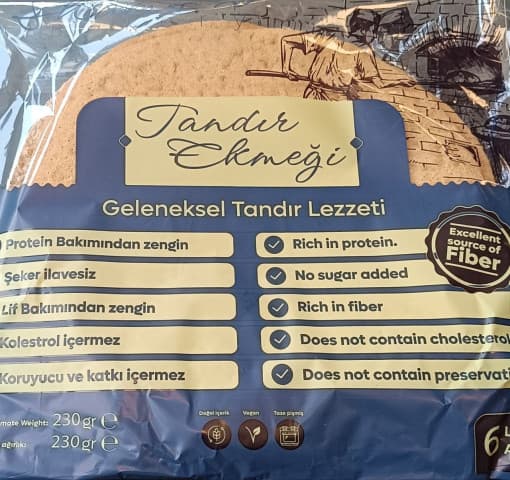 Tandır
Ekmeği
Geleneksel Tandır Lezzeti
Protein Bakımından zengin
Rich in protein.
Excellent
source of
Fiber
Şeker ilavesiz
No sugar added
Lif Bakımından zengin
Rich in fiber
Kolestrol içermez
Does not contain cholesterol
Koruyucu ve katkı içermez
Does not contain preservati
mate Weight: 230 gr ℮
ağırlık: 230 gr ℮
Doğal içerik
Vegan
Taze pişmiş
6